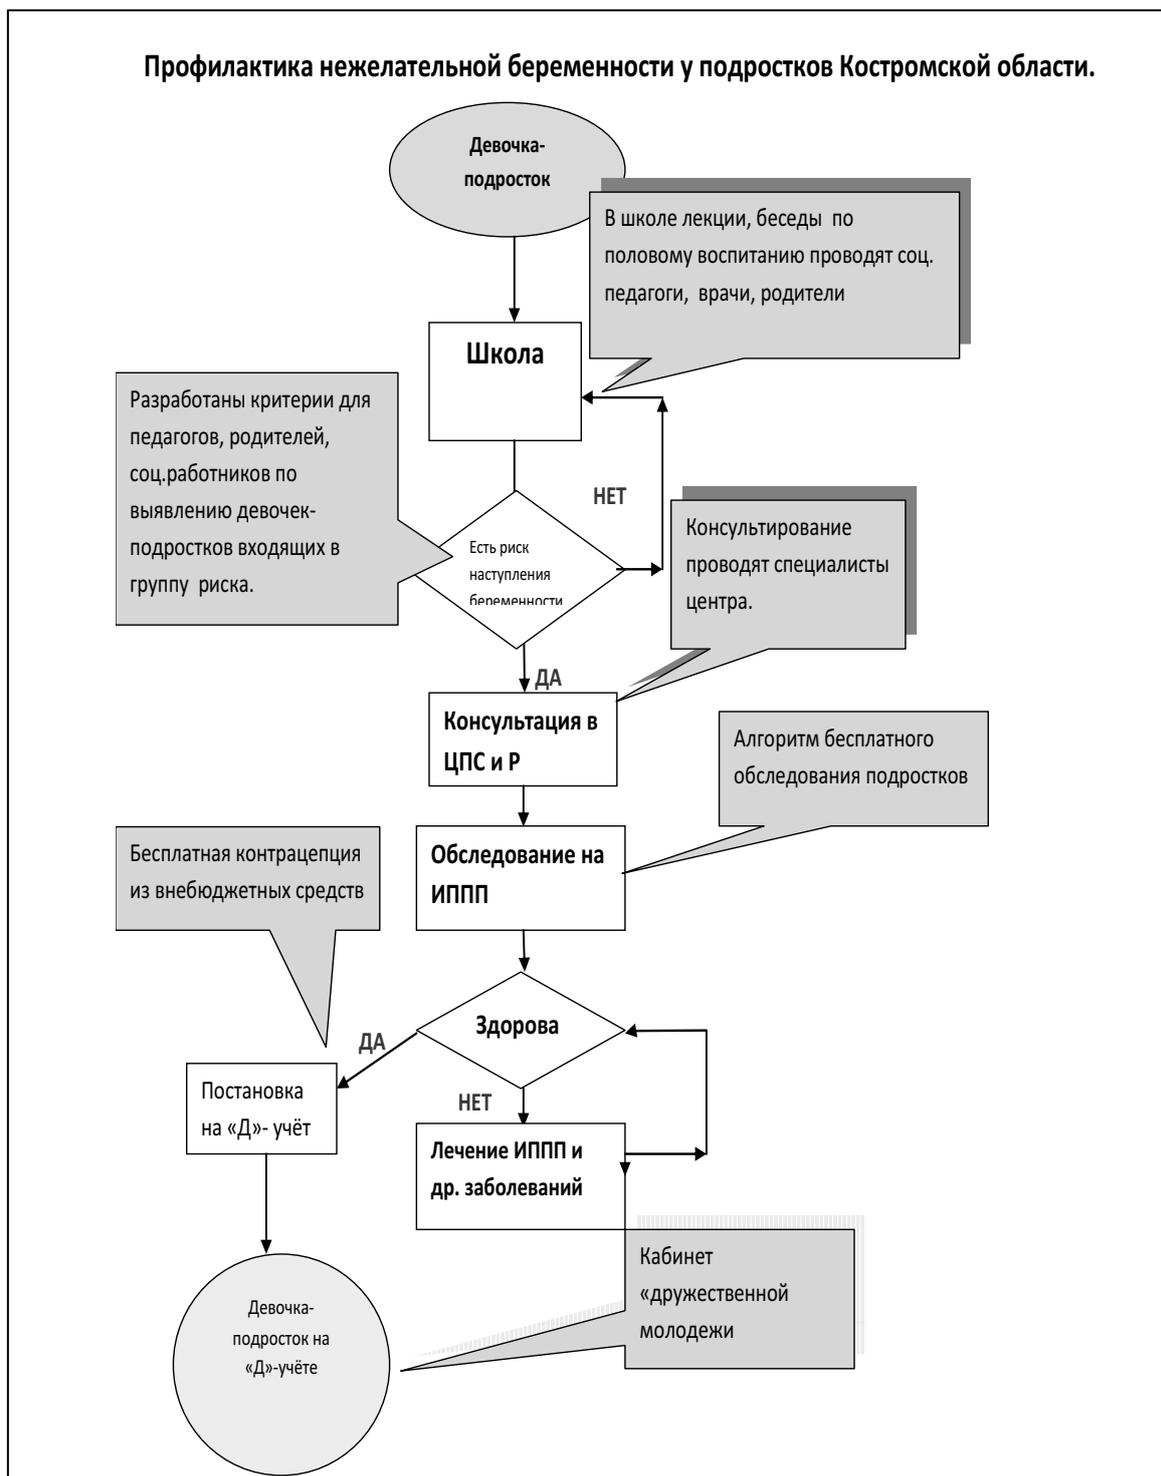 Профилактика нежелательной беременности у подростков Костромской области.
Девочка-
подросток
В школе лекции, беседы по
половому воспитанию проводят соц.
педагоги, врачи, родители
Школа
Разработаны критерии для
педагогов, родителей,
соц.работников по
выявлению девочек-
подростков входящих в
группу риска.
НЕТ
Есть риск
наступления
беременности
Консультирование
проводят специалисты
центра.
ДА
Консультация в
ЦПС и Р
Алгоритм бесплатного
обследования подростков
Обследование на
ИППП
Бесплатная контрацепция
из внебюджетных средств
Здорова
ДА
НЕТ
Постановка
на «Д»- учёт
Лечение ИППП и
др. заболеваний
Кабинет
«дружественной
молодежи
Девочка-
подросток на
«Д»-учёте